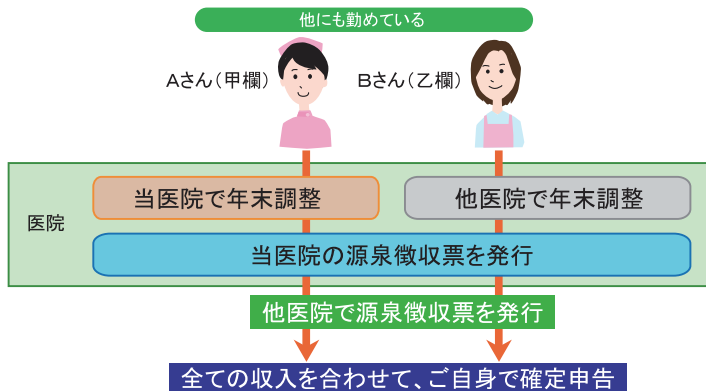 他にも勤めている
Aさん（甲欄）
Bさん（乙欄）
当医院で年末調整
他医院で年末調整
医院
当医院の源泉徴収票を発行
他医院で源泉徴収票を発行
全ての収入を合わせて、ご自身で確定申告